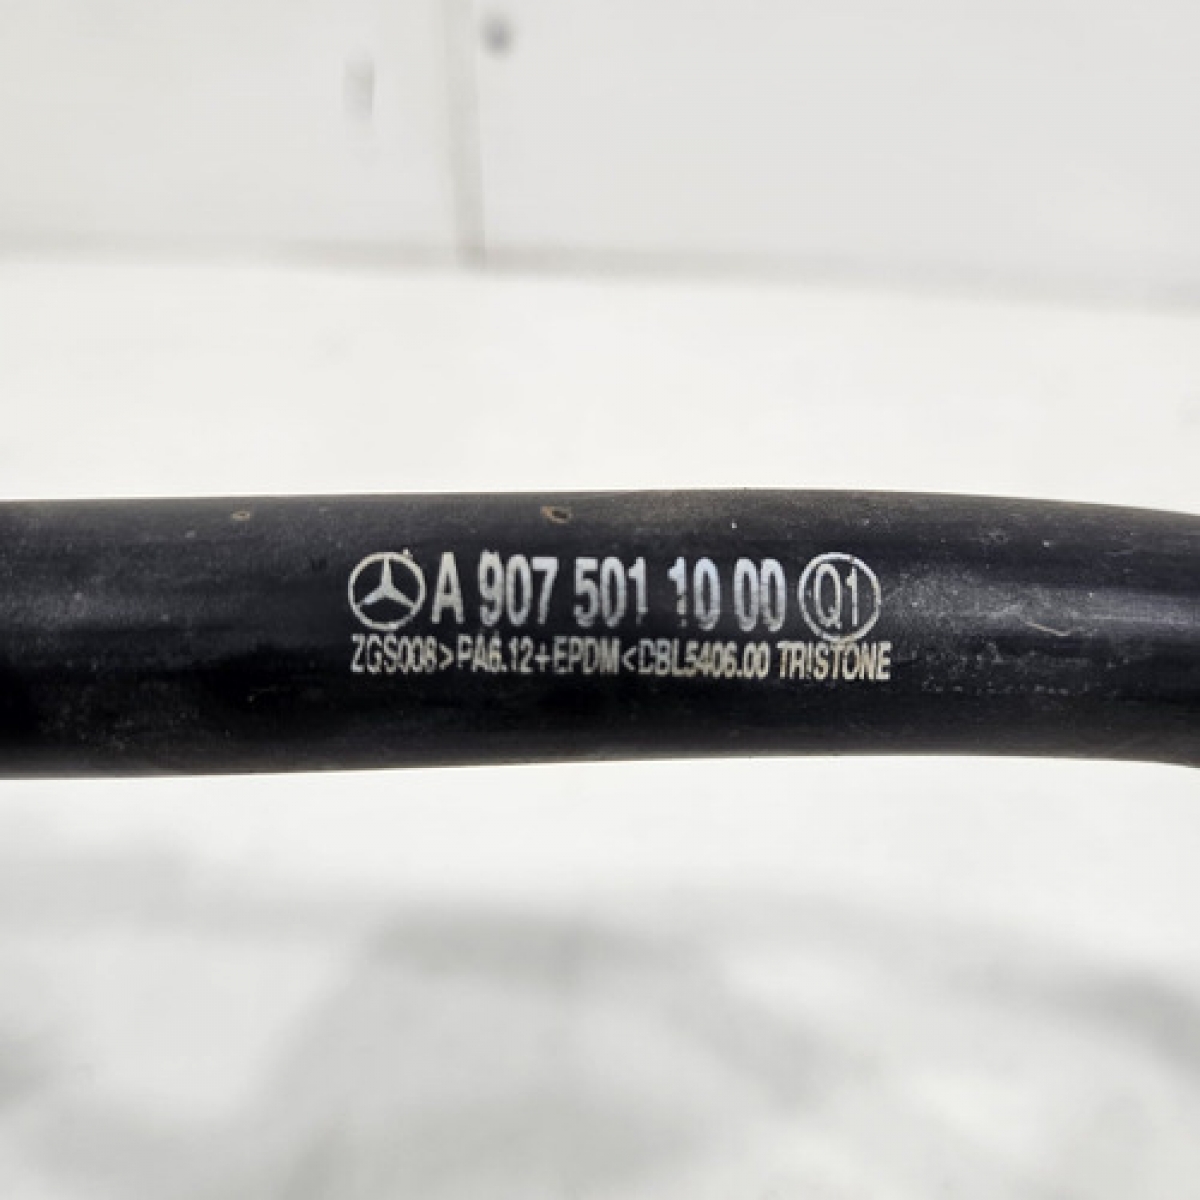 A 907 501 10 00 Q1
ZGS008>PA6.12+EPDM<DBL5406.00 TRISTONE